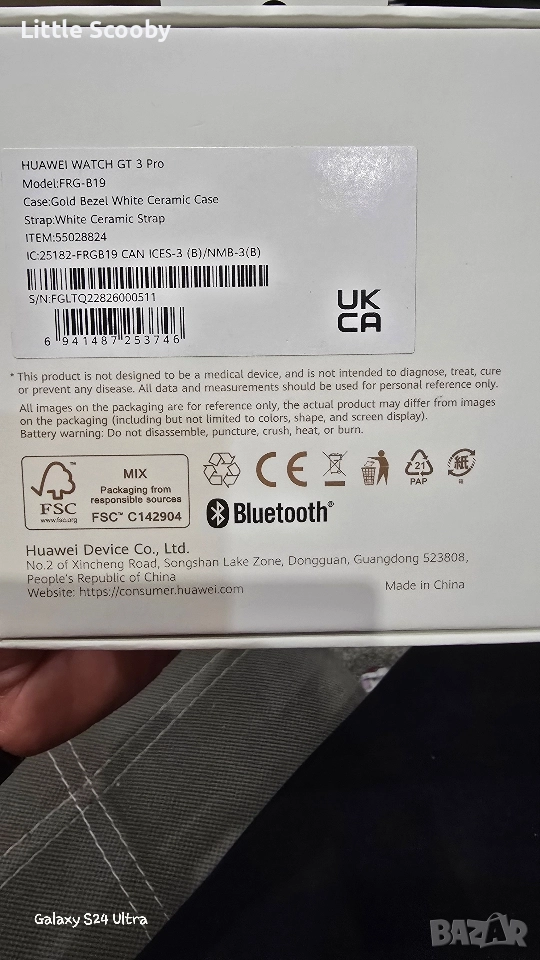 Little Scooby
HUAWEI WATCH GT 3 Pro
Model:FRG-B19
Case:Gold Bezel White Ceramic Case
Strap:White Ceramic Strap
ITEM:55028824
IC:25182-FRGB19 CAN ICES-3 (B)/NMB-3(B)
S/N:FGLTQ22826000511
6 941487 253746
UK
CA
* This product is not designed to be a medical device, and is not intended to diagnose, treat, cure
or prevent any disease. All data and measurements should be used for personal reference only.
All images on the packaging are for reference only, the actual product may differ from images
on the packaging (including but not limited to colors, shape, and screen display).
Battery warning: Do not disassemble, puncture, crush, heat, or burn.
FSC
www.fsc.org
MIX
Packaging from
responsible sources
FSC™ C142904
CE
21
PAP
紙
箱
Bluetooth®
Huawei Device Co., Ltd.
No.2 of Xincheng Road, Songshan Lake Zone, Dongguan, Guangdong 523808,
People's Republic of China
Website: https://consumer.huawei.com
Made in China
Galaxy S24 Ultra
BAZAR